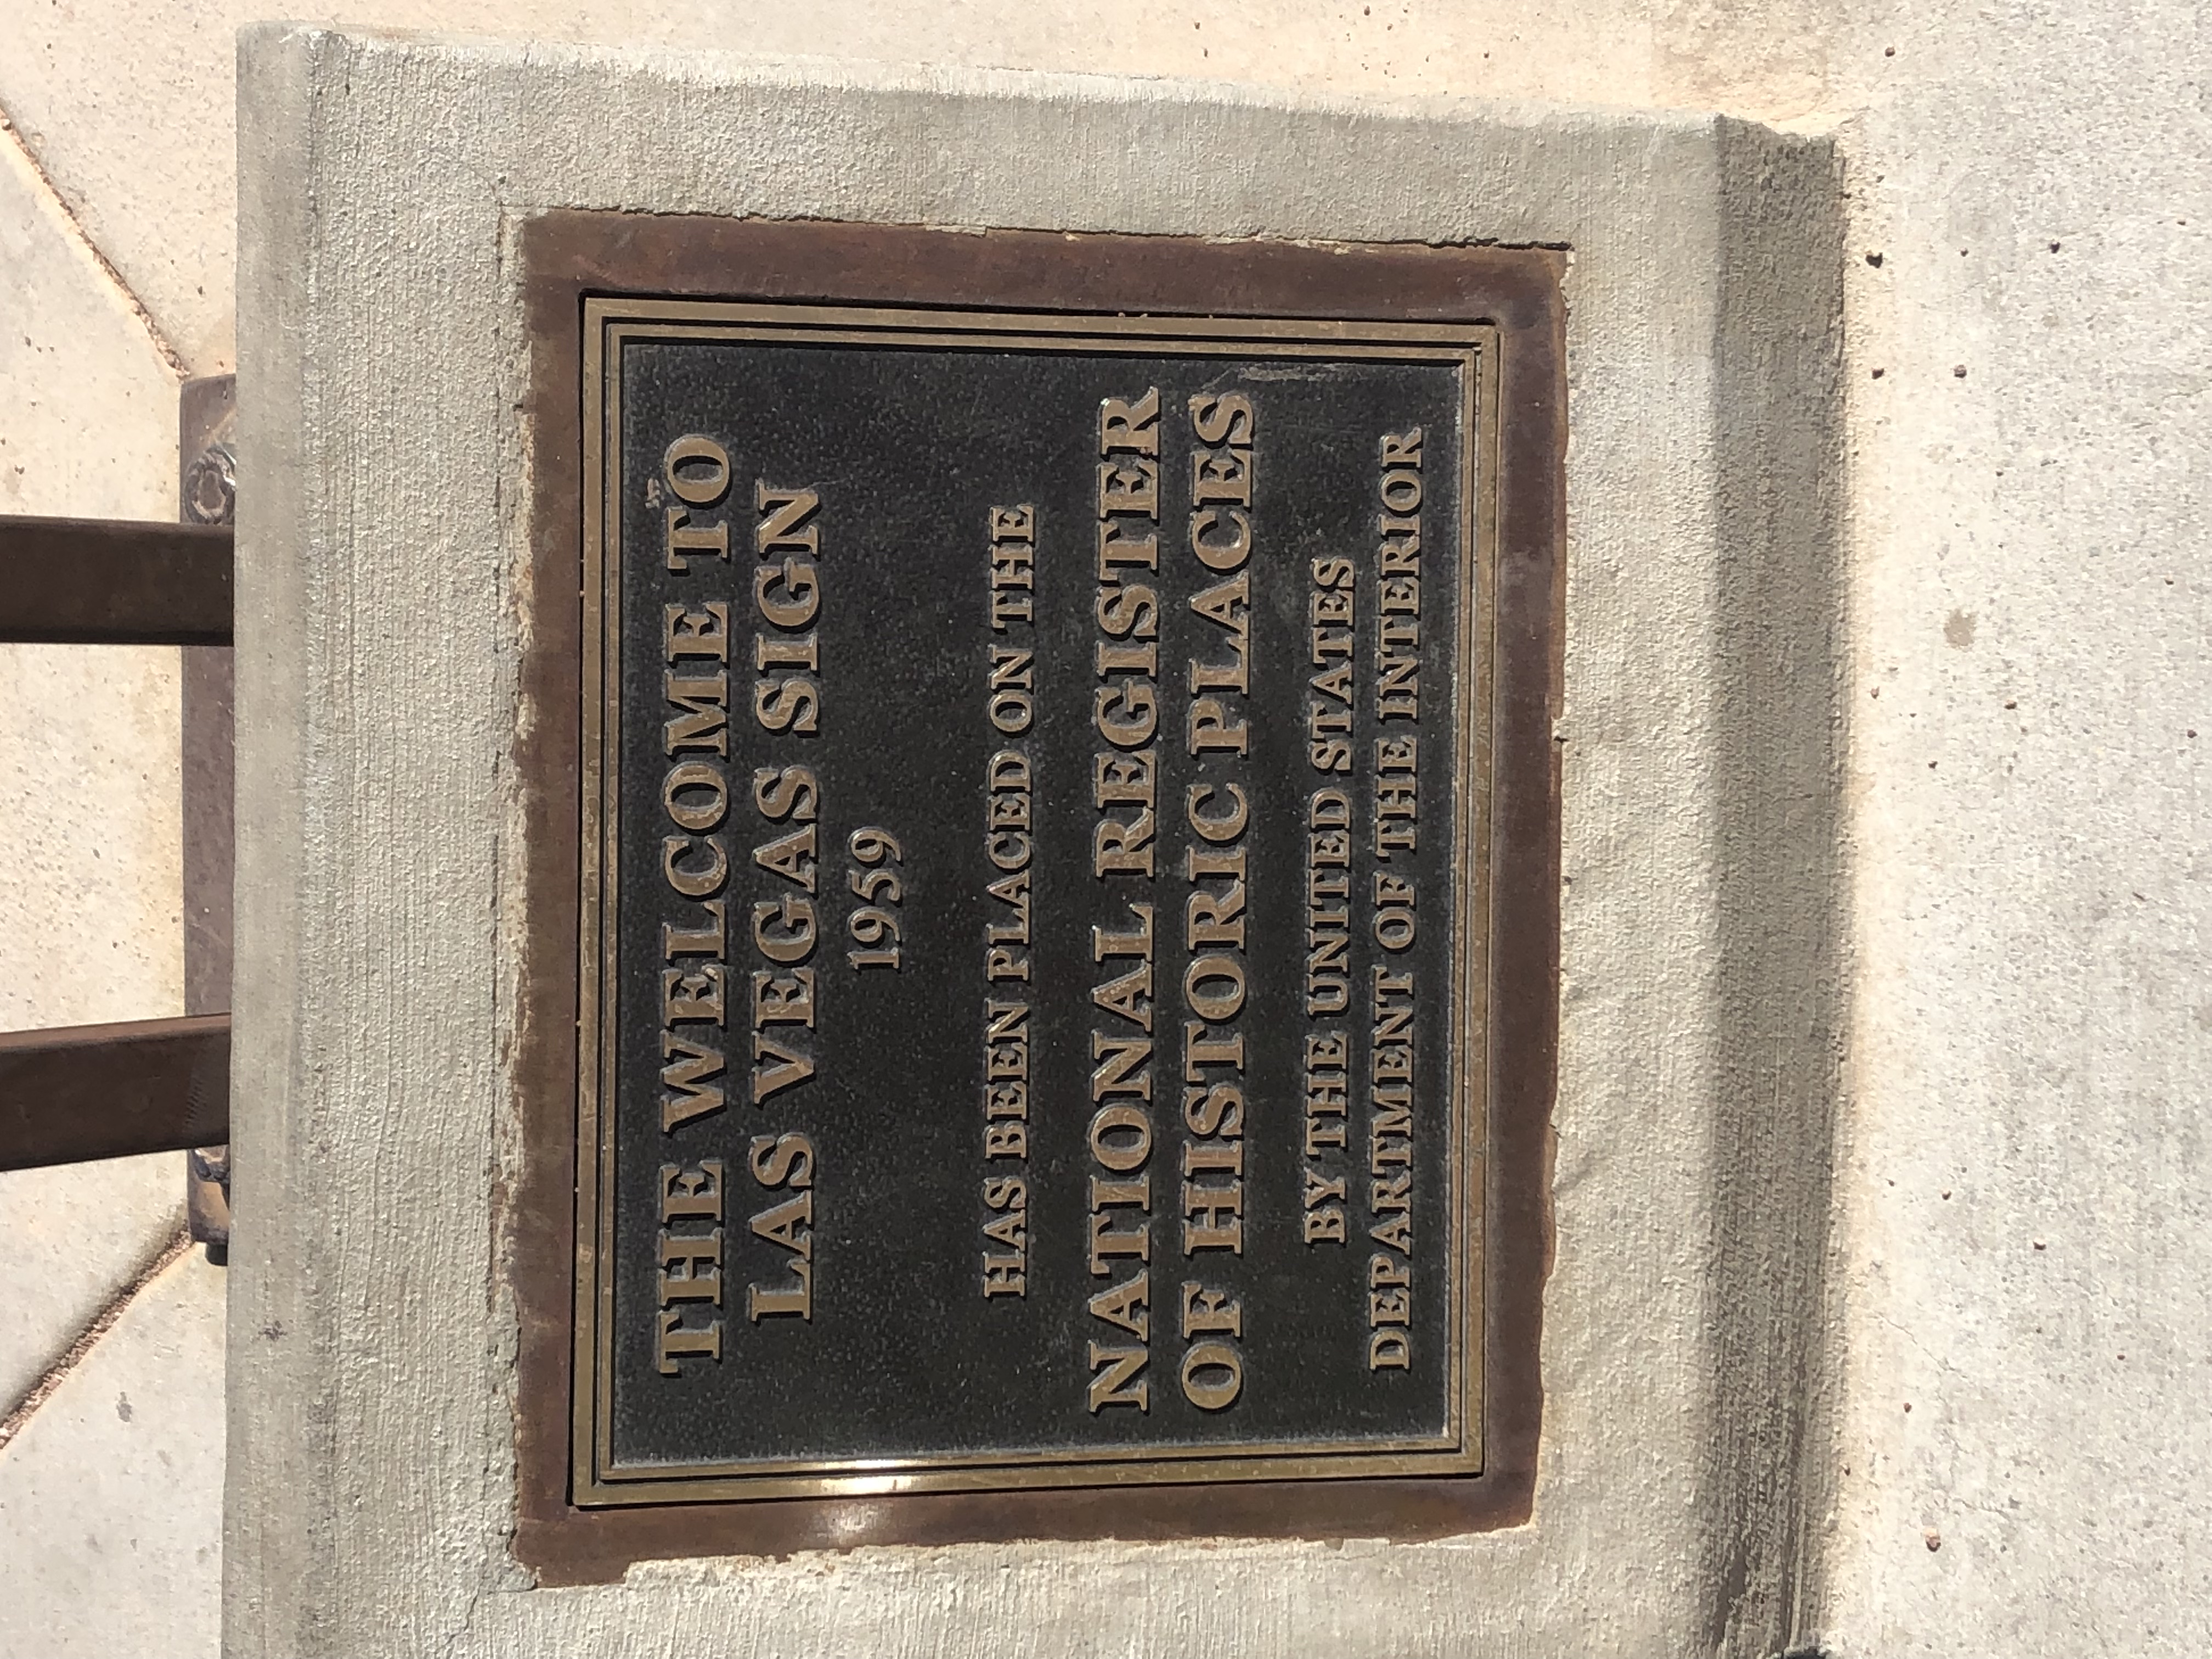 THE WELCOME TO
LAS VEGAS SIGN
1959
HAS BEEN PLACED ON THE
NATIONAL REGISTER
OF HISTORIC PLACES
BY THE UNITED STATES
DEPARTMENT OF THE INTERIOR